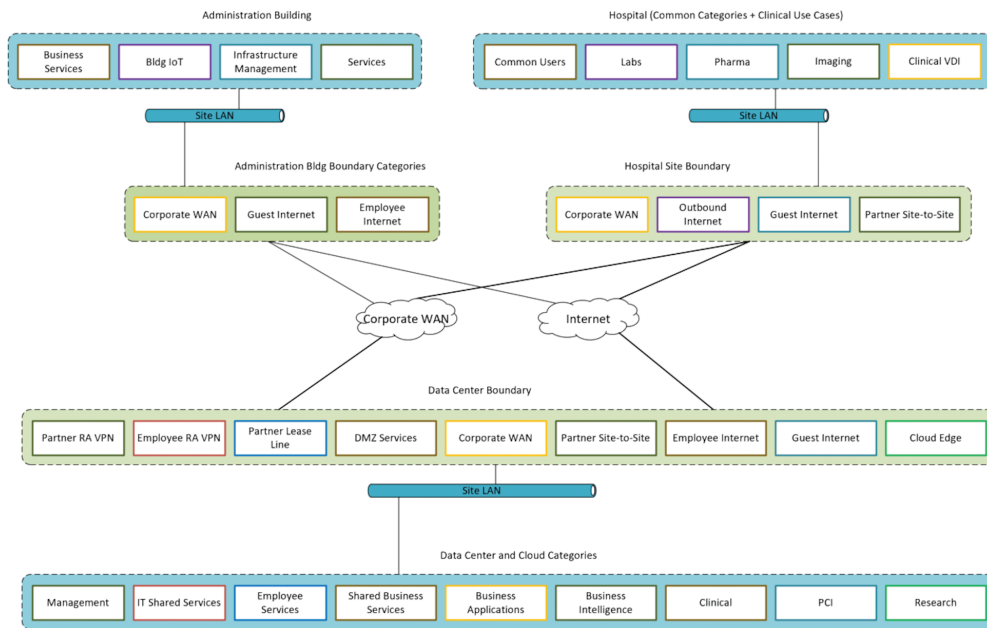 Administration Building
Hospital (Common Categories + Clinical Use Cases)
Business
Services
Bldg IoT
Infrastructure
Management
Services
Common Users
Labs
Pharma
Imaging
Clinical VDI
Site LAN
Site LAN
Administration Bldg Boundary Categories
Hospital Site Boundary
Corporate WAN
Guest Internet
Employee
Internet
Corporate WAN
Outbound
Internet
Guest Internet
Partner Site-to-Site
Corporate WAN
Internet
Data Center Boundary
Partner RA VPN
Employee RA VPN
Partner Lease
Line
DMZ Services
Corporate WAN
Partner Site-to-Site
Employee Internet
Guest Internet
Cloud Edge
Site LAN
Data Center and Cloud Categories
Management
IT Shared Services
Employee
Services
Shared Business
Services
Business
Applications
Business
Intelligence
Clinical
PCI
Research